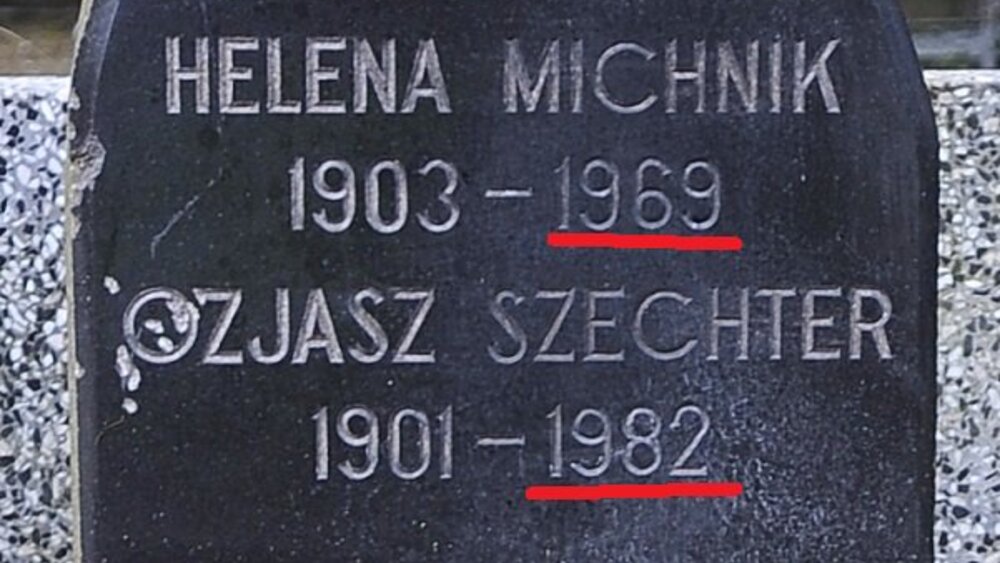 HELENA MICHNIK
1903 – 1969
OZJASZ SZECHTER
1901 – 1982